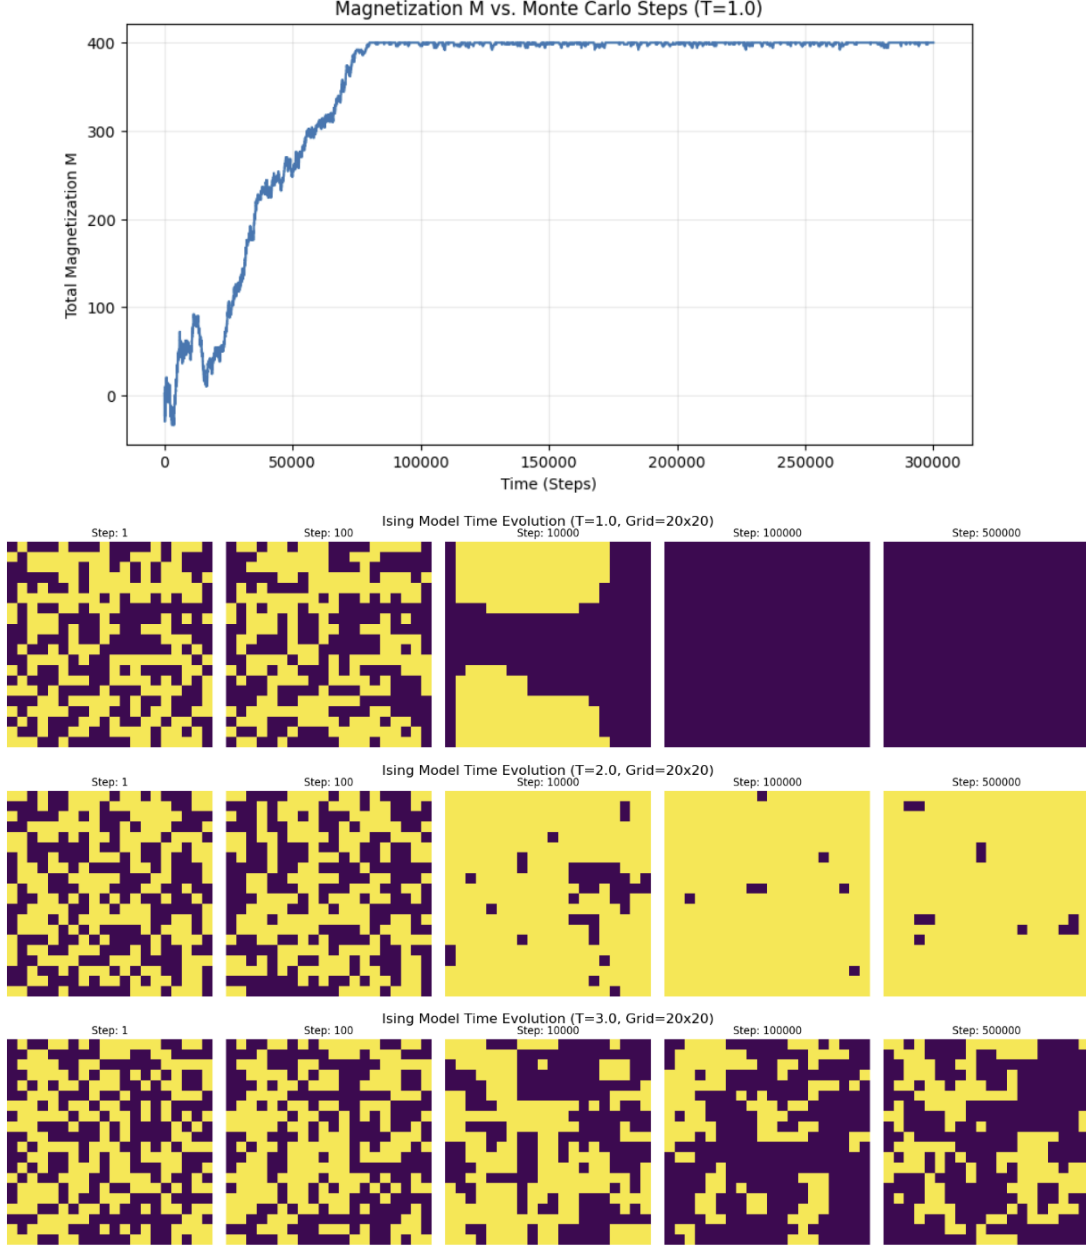 Magnetization M vs. Monte Carlo Steps (T=1.0)
400
300
200
100
0
Total Magnetization M
0 50000 100000 150000 200000 250000 300000
Time (Steps)
Ising Model Time Evolution (T=1.0, Grid=20x20)
Step: 1 Step: 100 Step: 10000 Step: 100000 Step: 500000
Ising Model Time Evolution (T=2.0, Grid=20x20)
Step: 1 Step: 100 Step: 10000 Step: 100000 Step: 500000
Ising Model Time Evolution (T=3.0, Grid=20x20)
Step: 1 Step: 100 Step: 10000 Step: 100000 Step: 500000